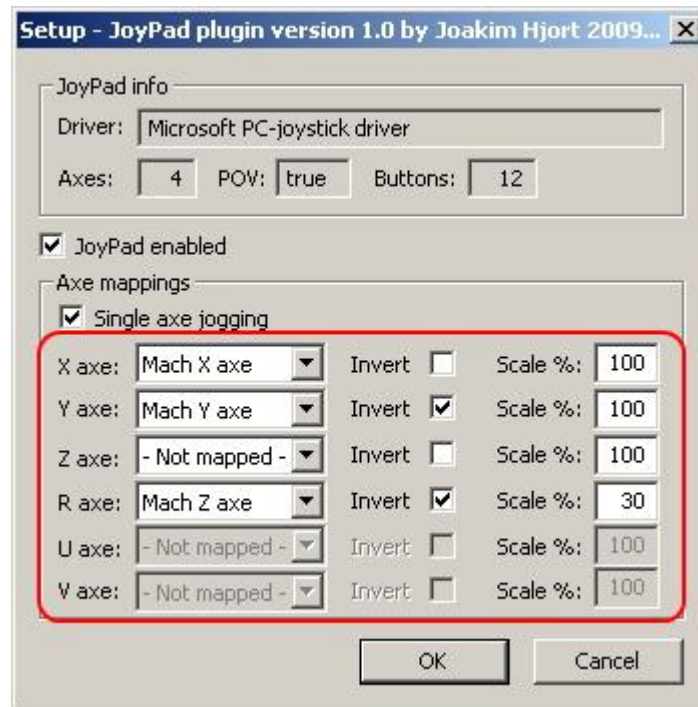 Setup - JoyPad plugin version 1.0 by Joakim Hjort 2009...
JoyPad info
Driver: Microsoft PC-joystick driver
Axes: 4 POV: true Buttons: 12
JoyPad enabled
Axe mappings
Single axe jogging
X axe: Mach X axe Invert Scale %: 100
Y axe: Mach Y axe Invert Scale %: 100
Z axe: - Not mapped - Invert Scale %: 100
R axe: Mach Z axe Invert Scale %: 30
U axe: - Not mapped - Invert Scale %: 100
V axe: - Not mapped - Invert Scale %: 100
OK Cancel